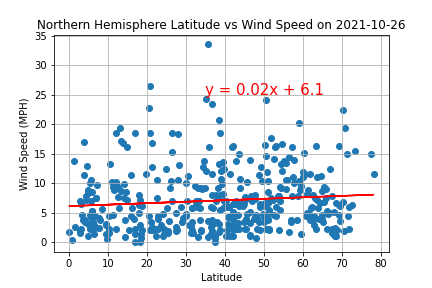 Northern Hemisphere Latitude vs Wind Speed on 2021-10-26
35
30
25
20
15
10
5
0
Wind Speed (MPH)
y = 0.02x + 6.1
0 10 20 30 40 50 60 70 80
Latitude